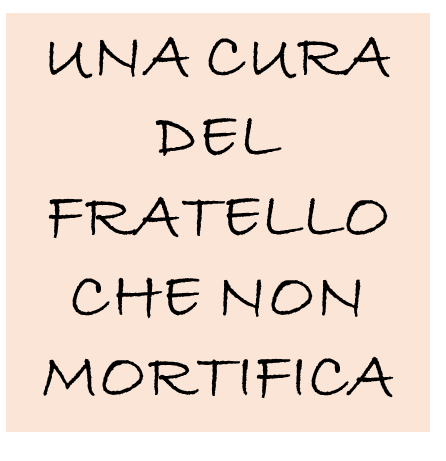 UNA CURA
DEL
FRATELLO
CHE NON
MORTIFICA